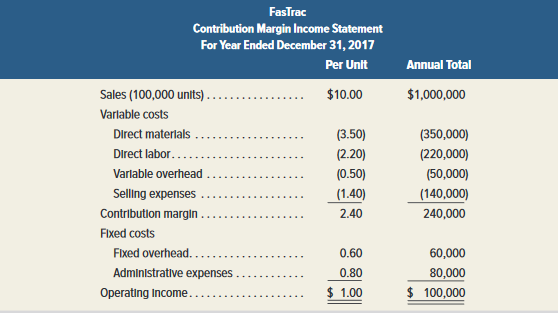 FasTrac
Contribution Margin Income Statement
For Year Ended December 31, 2017
Per Unit Annual Total
Sales (100,000 units)................. $10.00 $1,000,000
Variable costs
Direct materials .................. (3.50) (350,000)
Direct labor..................... (2.20) (220,000)
Variable overhead ................ (0.50) (50,000)
Selling expenses ................. (1.40) (140,000)
Contribution margin ................ 2.40 240,000
Fixed costs
Fixed overhead................... 0.60 60,000
Administrative expenses ............ 0.80 80,000
Operating income.................. $ 1.00 $ 100,000